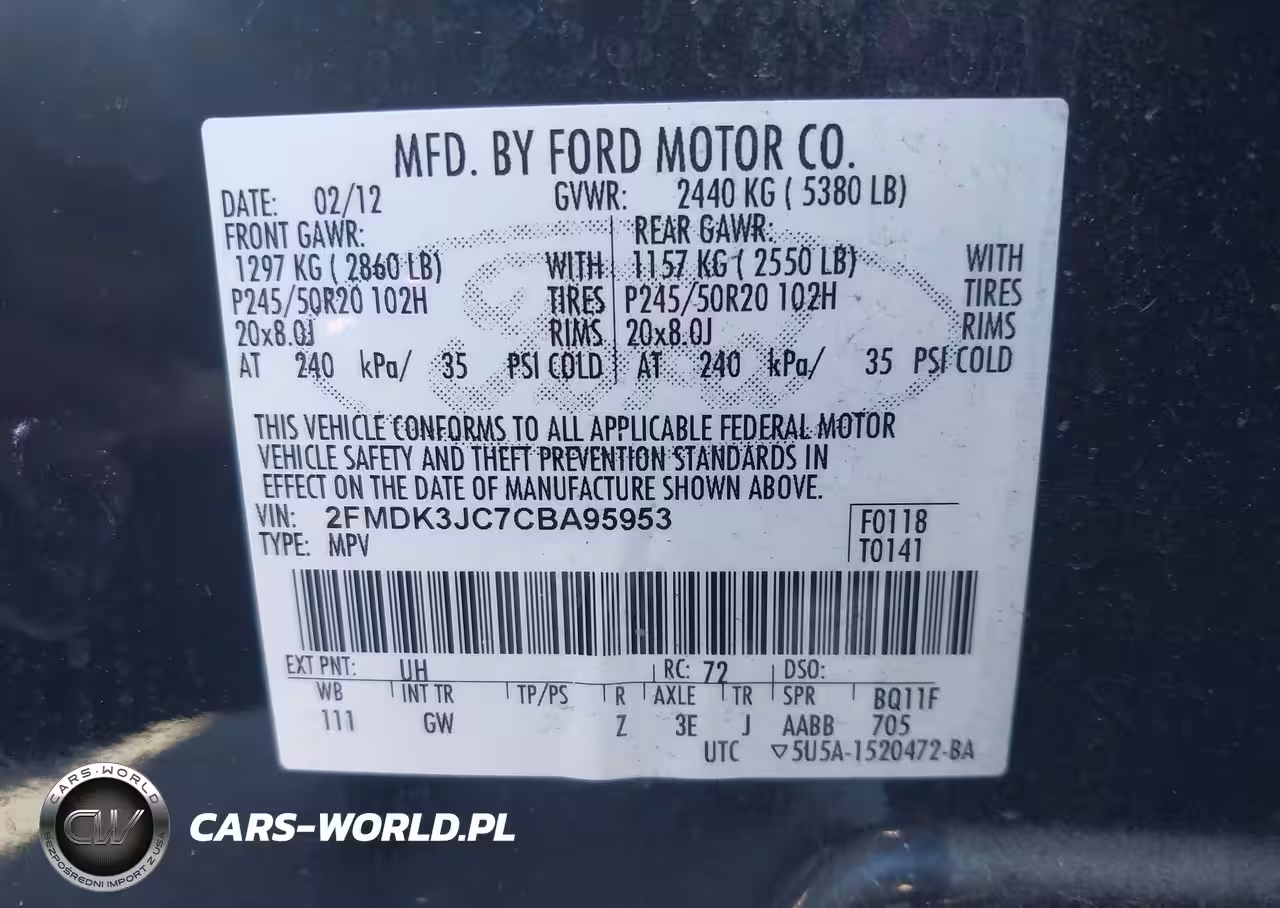 MFD. BY FORD MOTOR CO.
DATE: 02/12 GVWR: 2440 KG ( 5380 LB)
FRONT GAWR: REAR GAWR:
1297 KG ( 2860 LB) WITH 1157 KG ( 2550 LB) WITH
P245/50R20 102H TIRES P245/50R20 102H TIRES
20x8.0J RIMS 20x8.0J RIMS
AT 240 kPa/ 35 PSI COLD AT 240 kPa/ 35 PSI COLD
THIS VEHICLE CONFORMS TO ALL APPLICABLE FEDERAL MOTOR
VEHICLE SAFETY AND THEFT PREVENTION STANDARDS IN
EFFECT ON THE DATE OF MANUFACTURE SHOWN ABOVE.
VIN: 2FMDK3JC7CBA95953 F0118
TYPE: MPV T0141
EXT PNT: UH RC: 72 DSO:
WB INT TR TP/PS R AXLE TR SPR BQ11F
111 GW Z 3E J AABB 705
UTC ▽5U5A-1520472-BA
CARS-WORLD
CW
BEZPOŚREDNI IMPORT Z USA
CARS-WORLD.PL